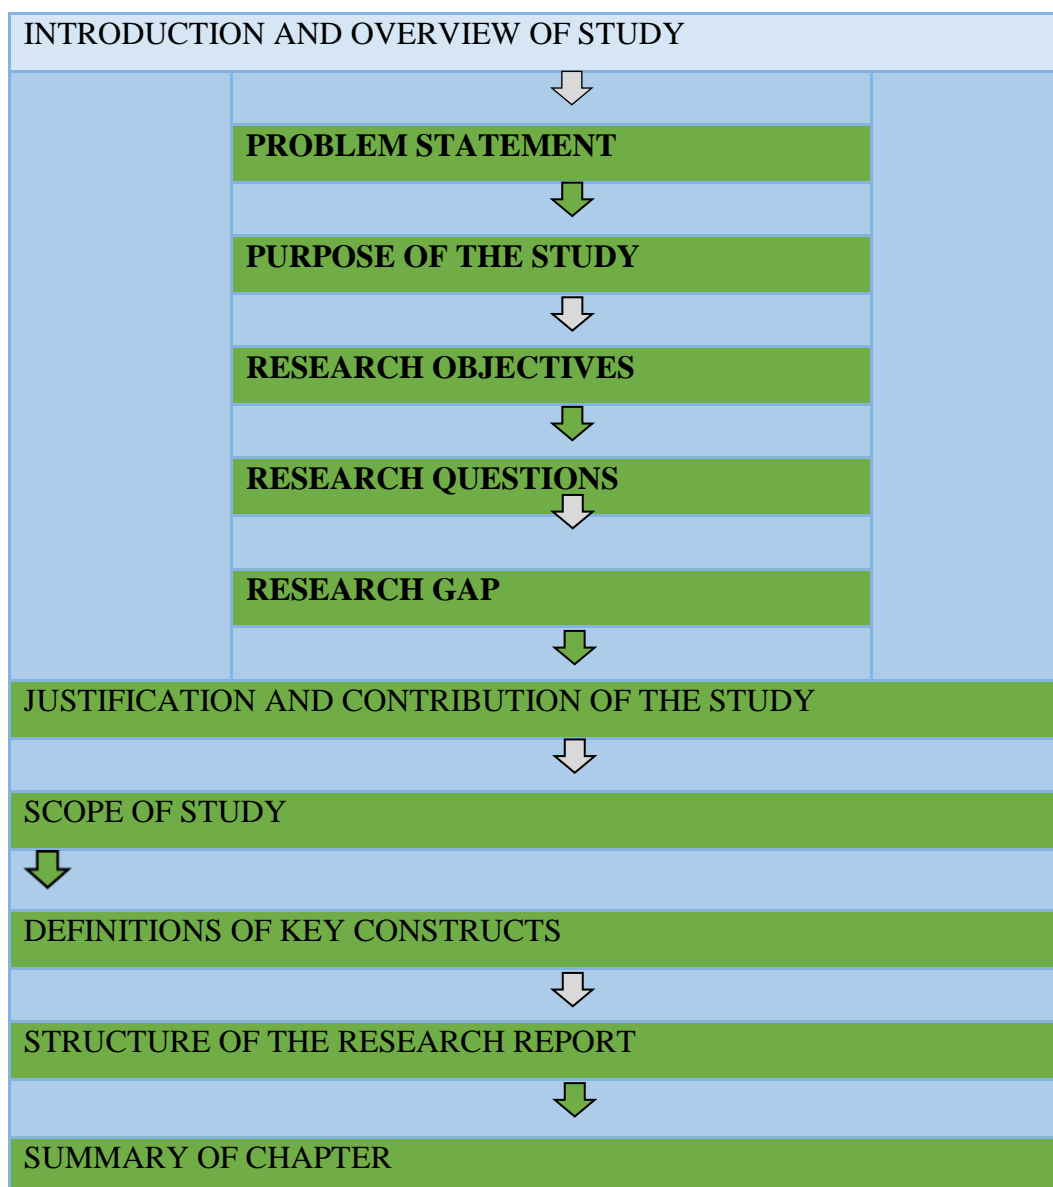 INTRODUCTION AND OVERVIEW OF STUDY
PROBLEM STATEMENT
PURPOSE OF THE STUDY
RESEARCH OBJECTIVES
RESEARCH QUESTIONS
RESEARCH GAP
JUSTIFICATION AND CONTRIBUTION OF THE STUDY
SCOPE OF STUDY
DEFINITIONS OF KEY CONSTRUCTS
STRUCTURE OF THE RESEARCH REPORT
SUMMARY OF CHAPTER